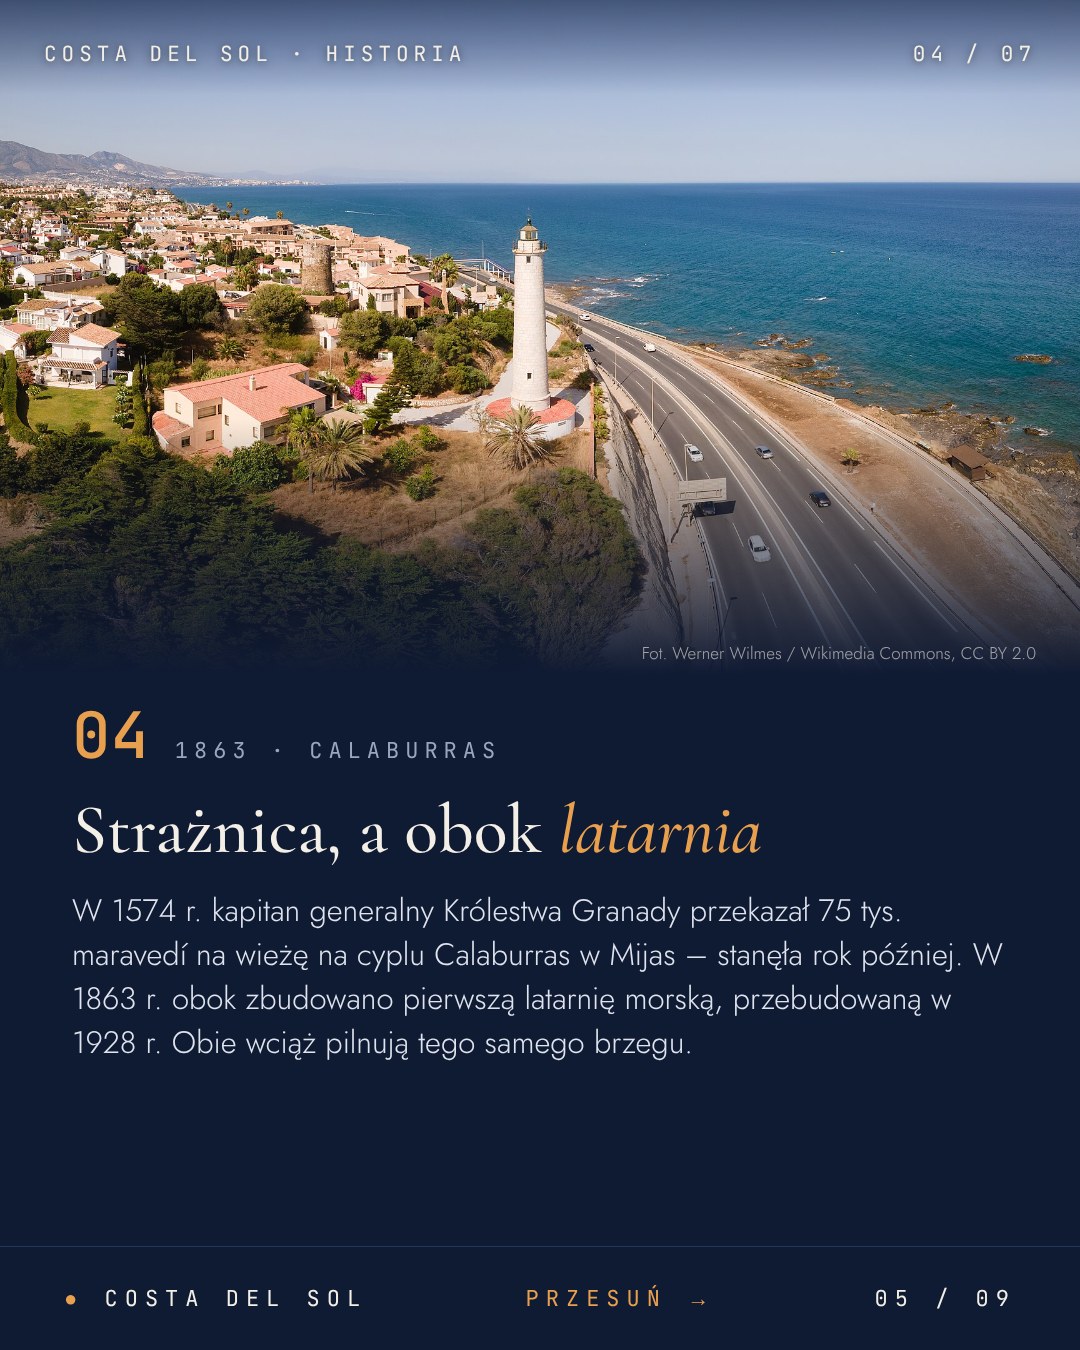 COSTA DEL SOL · HISTORIA
04 / 07
Fot. Werner Wilmes / Wikimedia Commons, CC BY 2.0
04 1863 · CALABURRAS
Strażnica, a obok latarnia
W 1574 r. kapitan generalny Królestwa Granady przekazał 75 tys.
maravedí na wieżę na cyplu Calaburras w Mijas – stanęła rok później. W
1863 r. obok zbudowano pierwszą latarnię morską, przebudowaną w
1928 r. Obie wciąż pilnują tego samego brzegu.
• COSTA DEL SOL
PRZESUŃ →
05 / 09